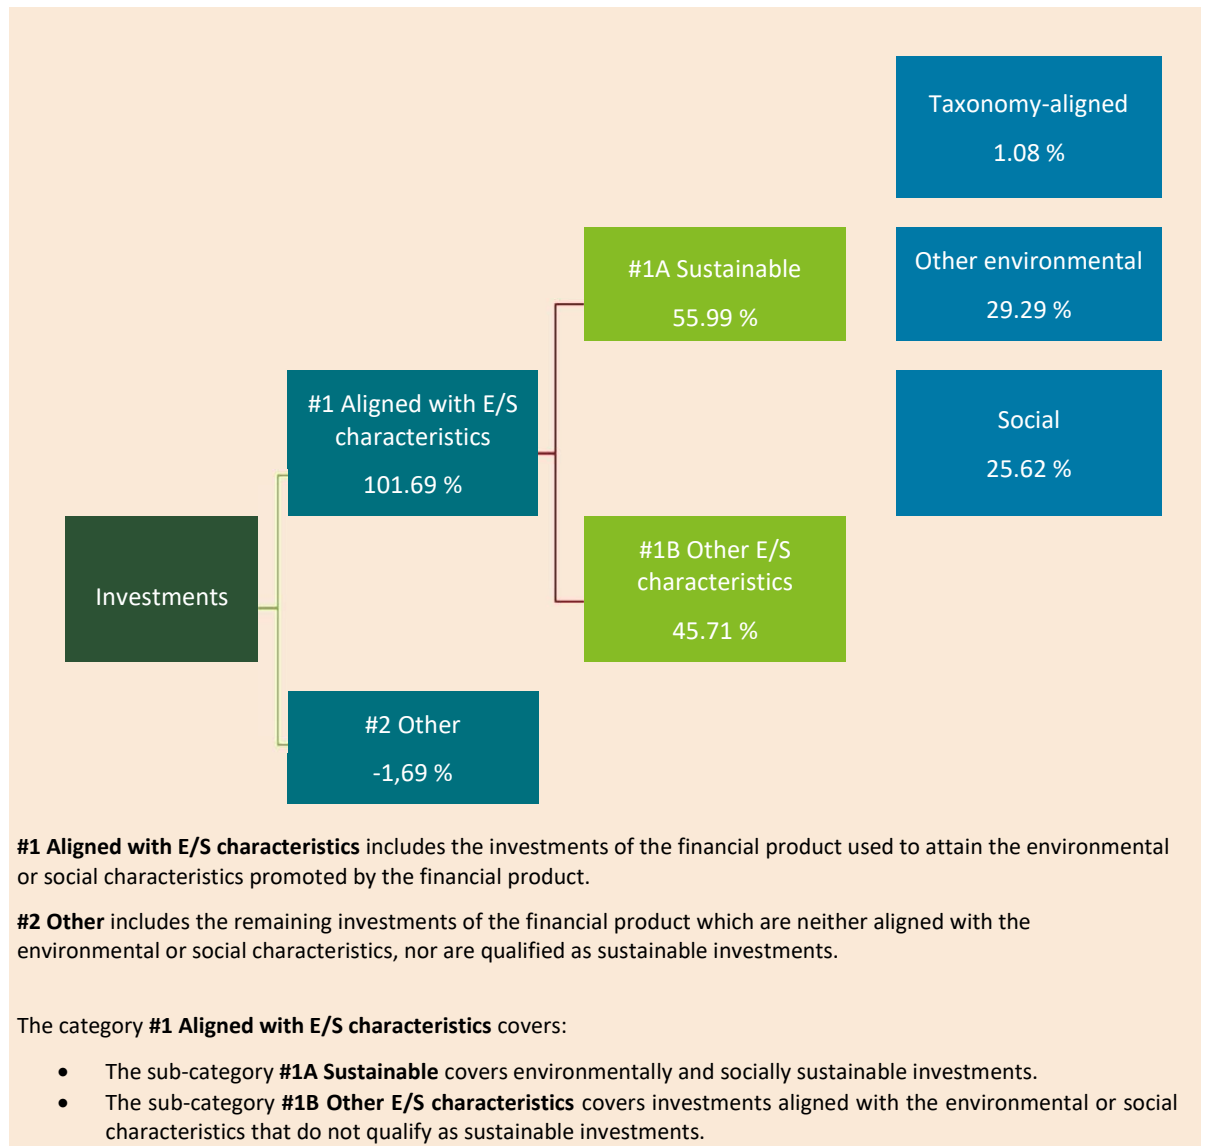 Taxonomy-aligned
1.08 %
#1A Sustainable
55.99 %
Other environmental
29.29 %
#1 Aligned with E/S
characteristics
101.69 %
Social
25.62 %
Investments
#1B Other E/S
characteristics
45.71 %
#2 Other
-1,69 %
#1 Aligned with E/S characteristics includes the investments of the financial product used to attain the environmental
or social characteristics promoted by the financial product.
#2 Other includes the remaining investments of the financial product which are neither aligned with the
environmental or social characteristics, nor are qualified as sustainable investments.
The category #1 Aligned with E/S characteristics covers:
• The sub-category #1A Sustainable covers environmentally and socially sustainable investments.
• The sub-category #1B Other E/S characteristics covers investments aligned with the environmental or social
characteristics that do not qualify as sustainable investments.